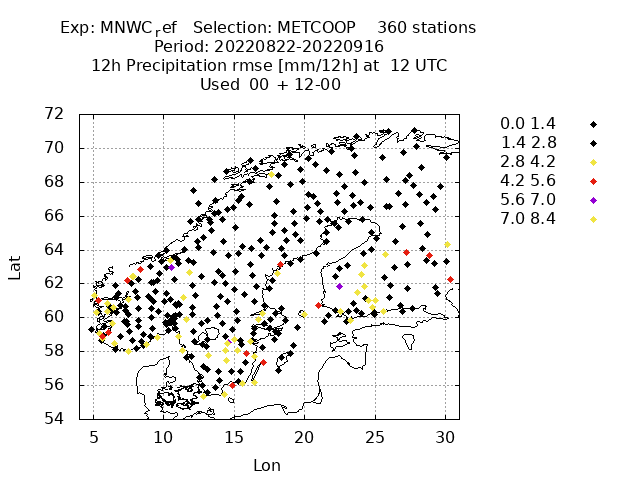 Exp: MNWCref   Selection: METCOOP    360 stations
Period: 20220822-20220916
12h Precipitation rmse [mm/12h] at  12 UTC
Used  00 + 12-00
72
70
68
66
64
62
60
58
56
54
5 10 15 20 25 30
Lat
Lon
0.0 1.4
1.4 2.8
2.8 4.2
4.2 5.6
5.6 7.0
7.0 8.4